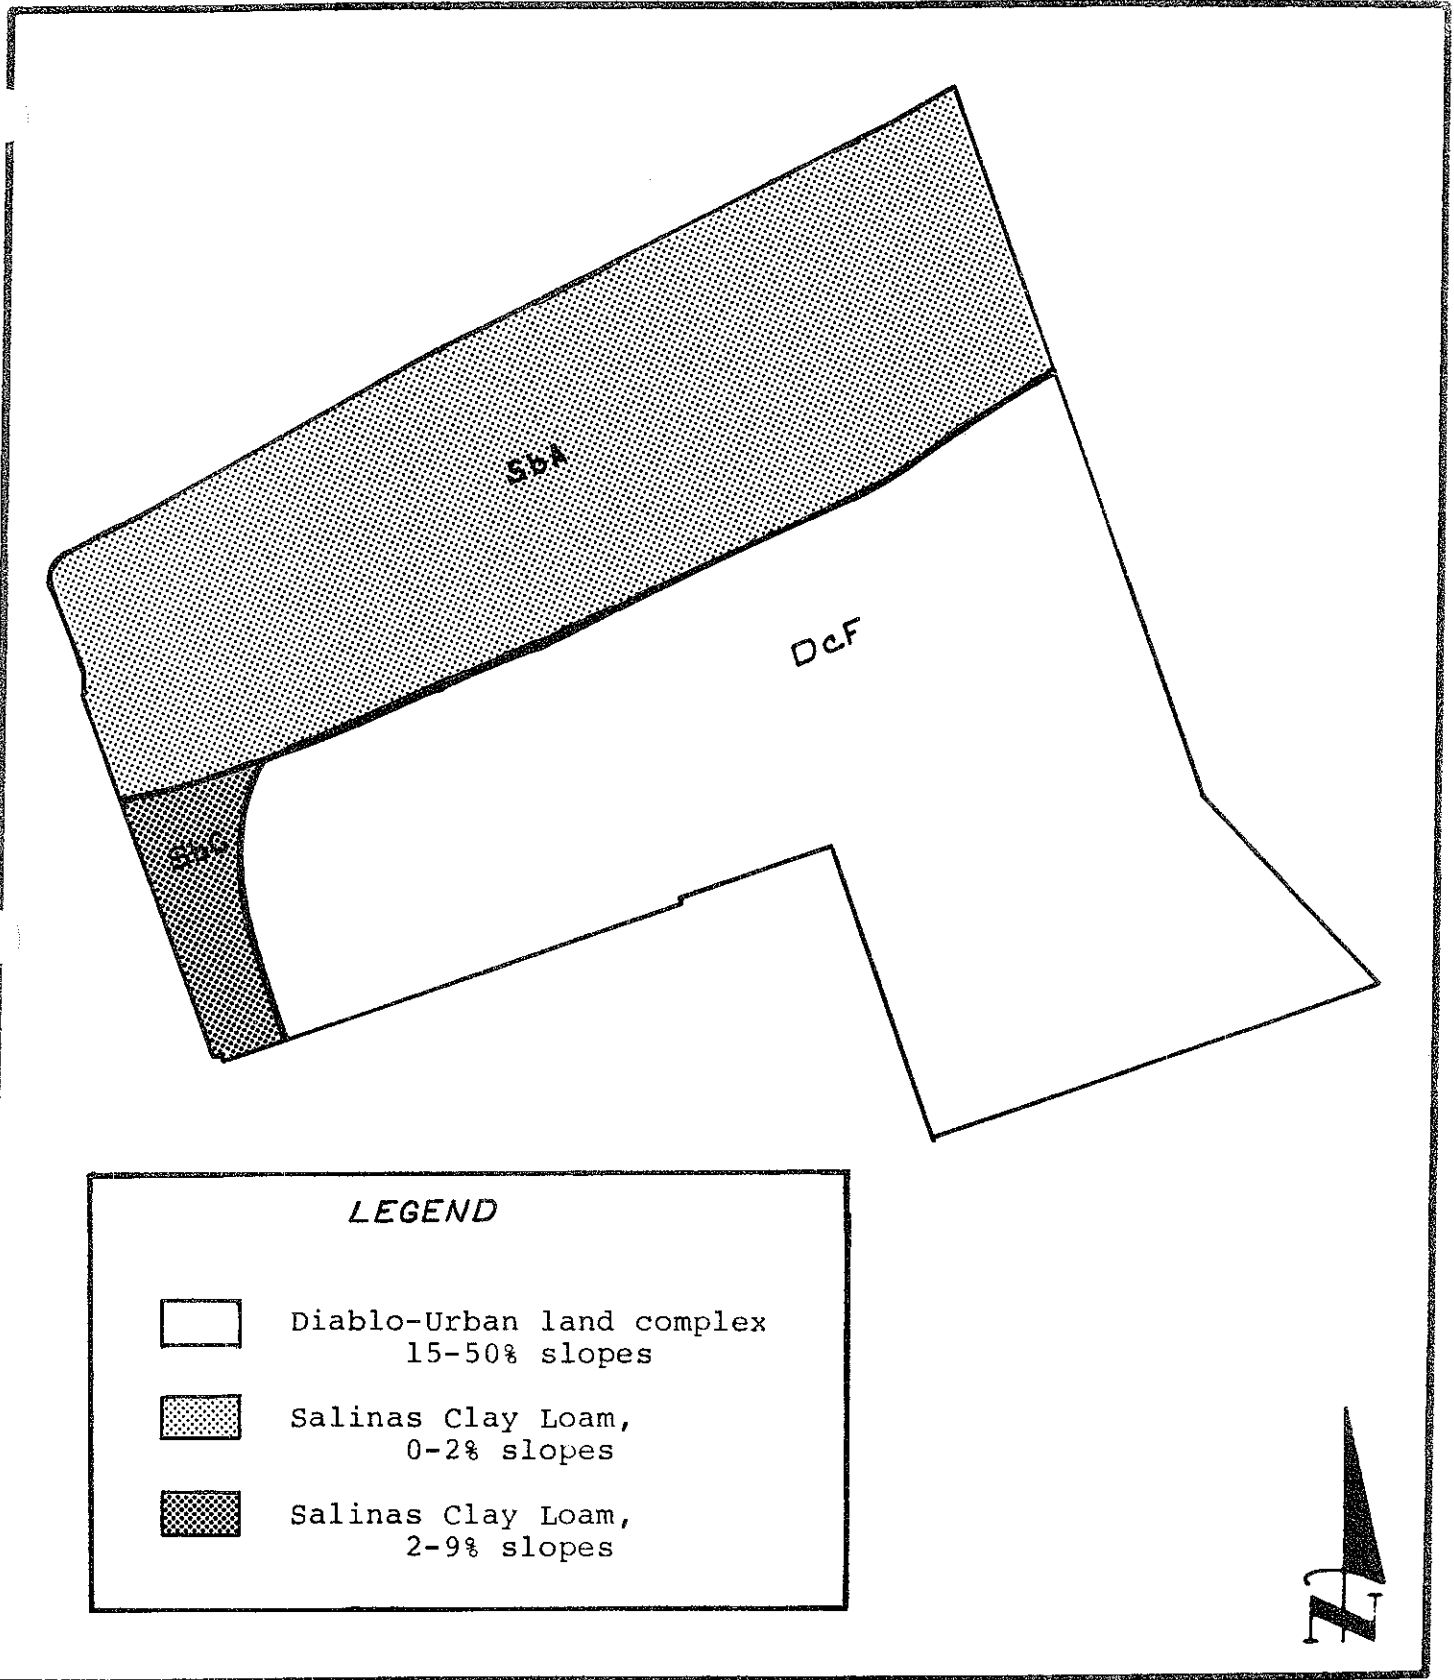 SbA
DcF
SbC
LEGEND
Diablo-Urban land complex
15-50% slopes
Salinas Clay Loam,
0-2% slopes
Salinas Clay Loam,
2-9% slopes
N